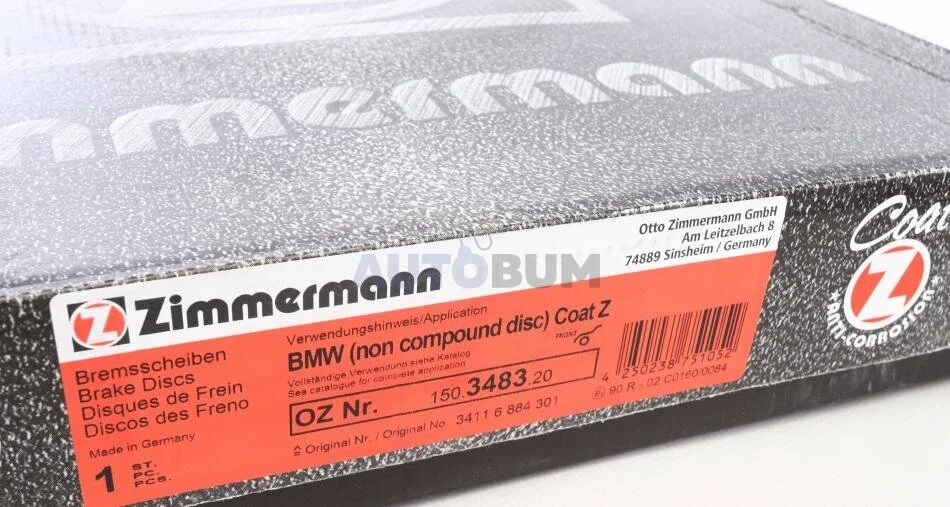 mmermann
Coat
Z
ANTI-CORROSION
Otto Zimmermann GmbH
Am Leitzelbach 8
74889 Sinsheim / Germany
AUTOBUM
Z Zimmermann
Bremsscheiben
Brake Discs
Disques de Frein
Discos des Freno
Made in Germany
1 ST.
PC.
PCS.
Verwendungshinweis/Application
BMW (non compound disc) Coat Z
Vollständige Verwendung siehe Katalog
See catalogue for complete application
FRONT
OZ Nr. 150.3483.20
≙ Original Nr. / Original No. 3411 6 884 301
4 250238 751052
E1 90 R - 02 C0160/0084